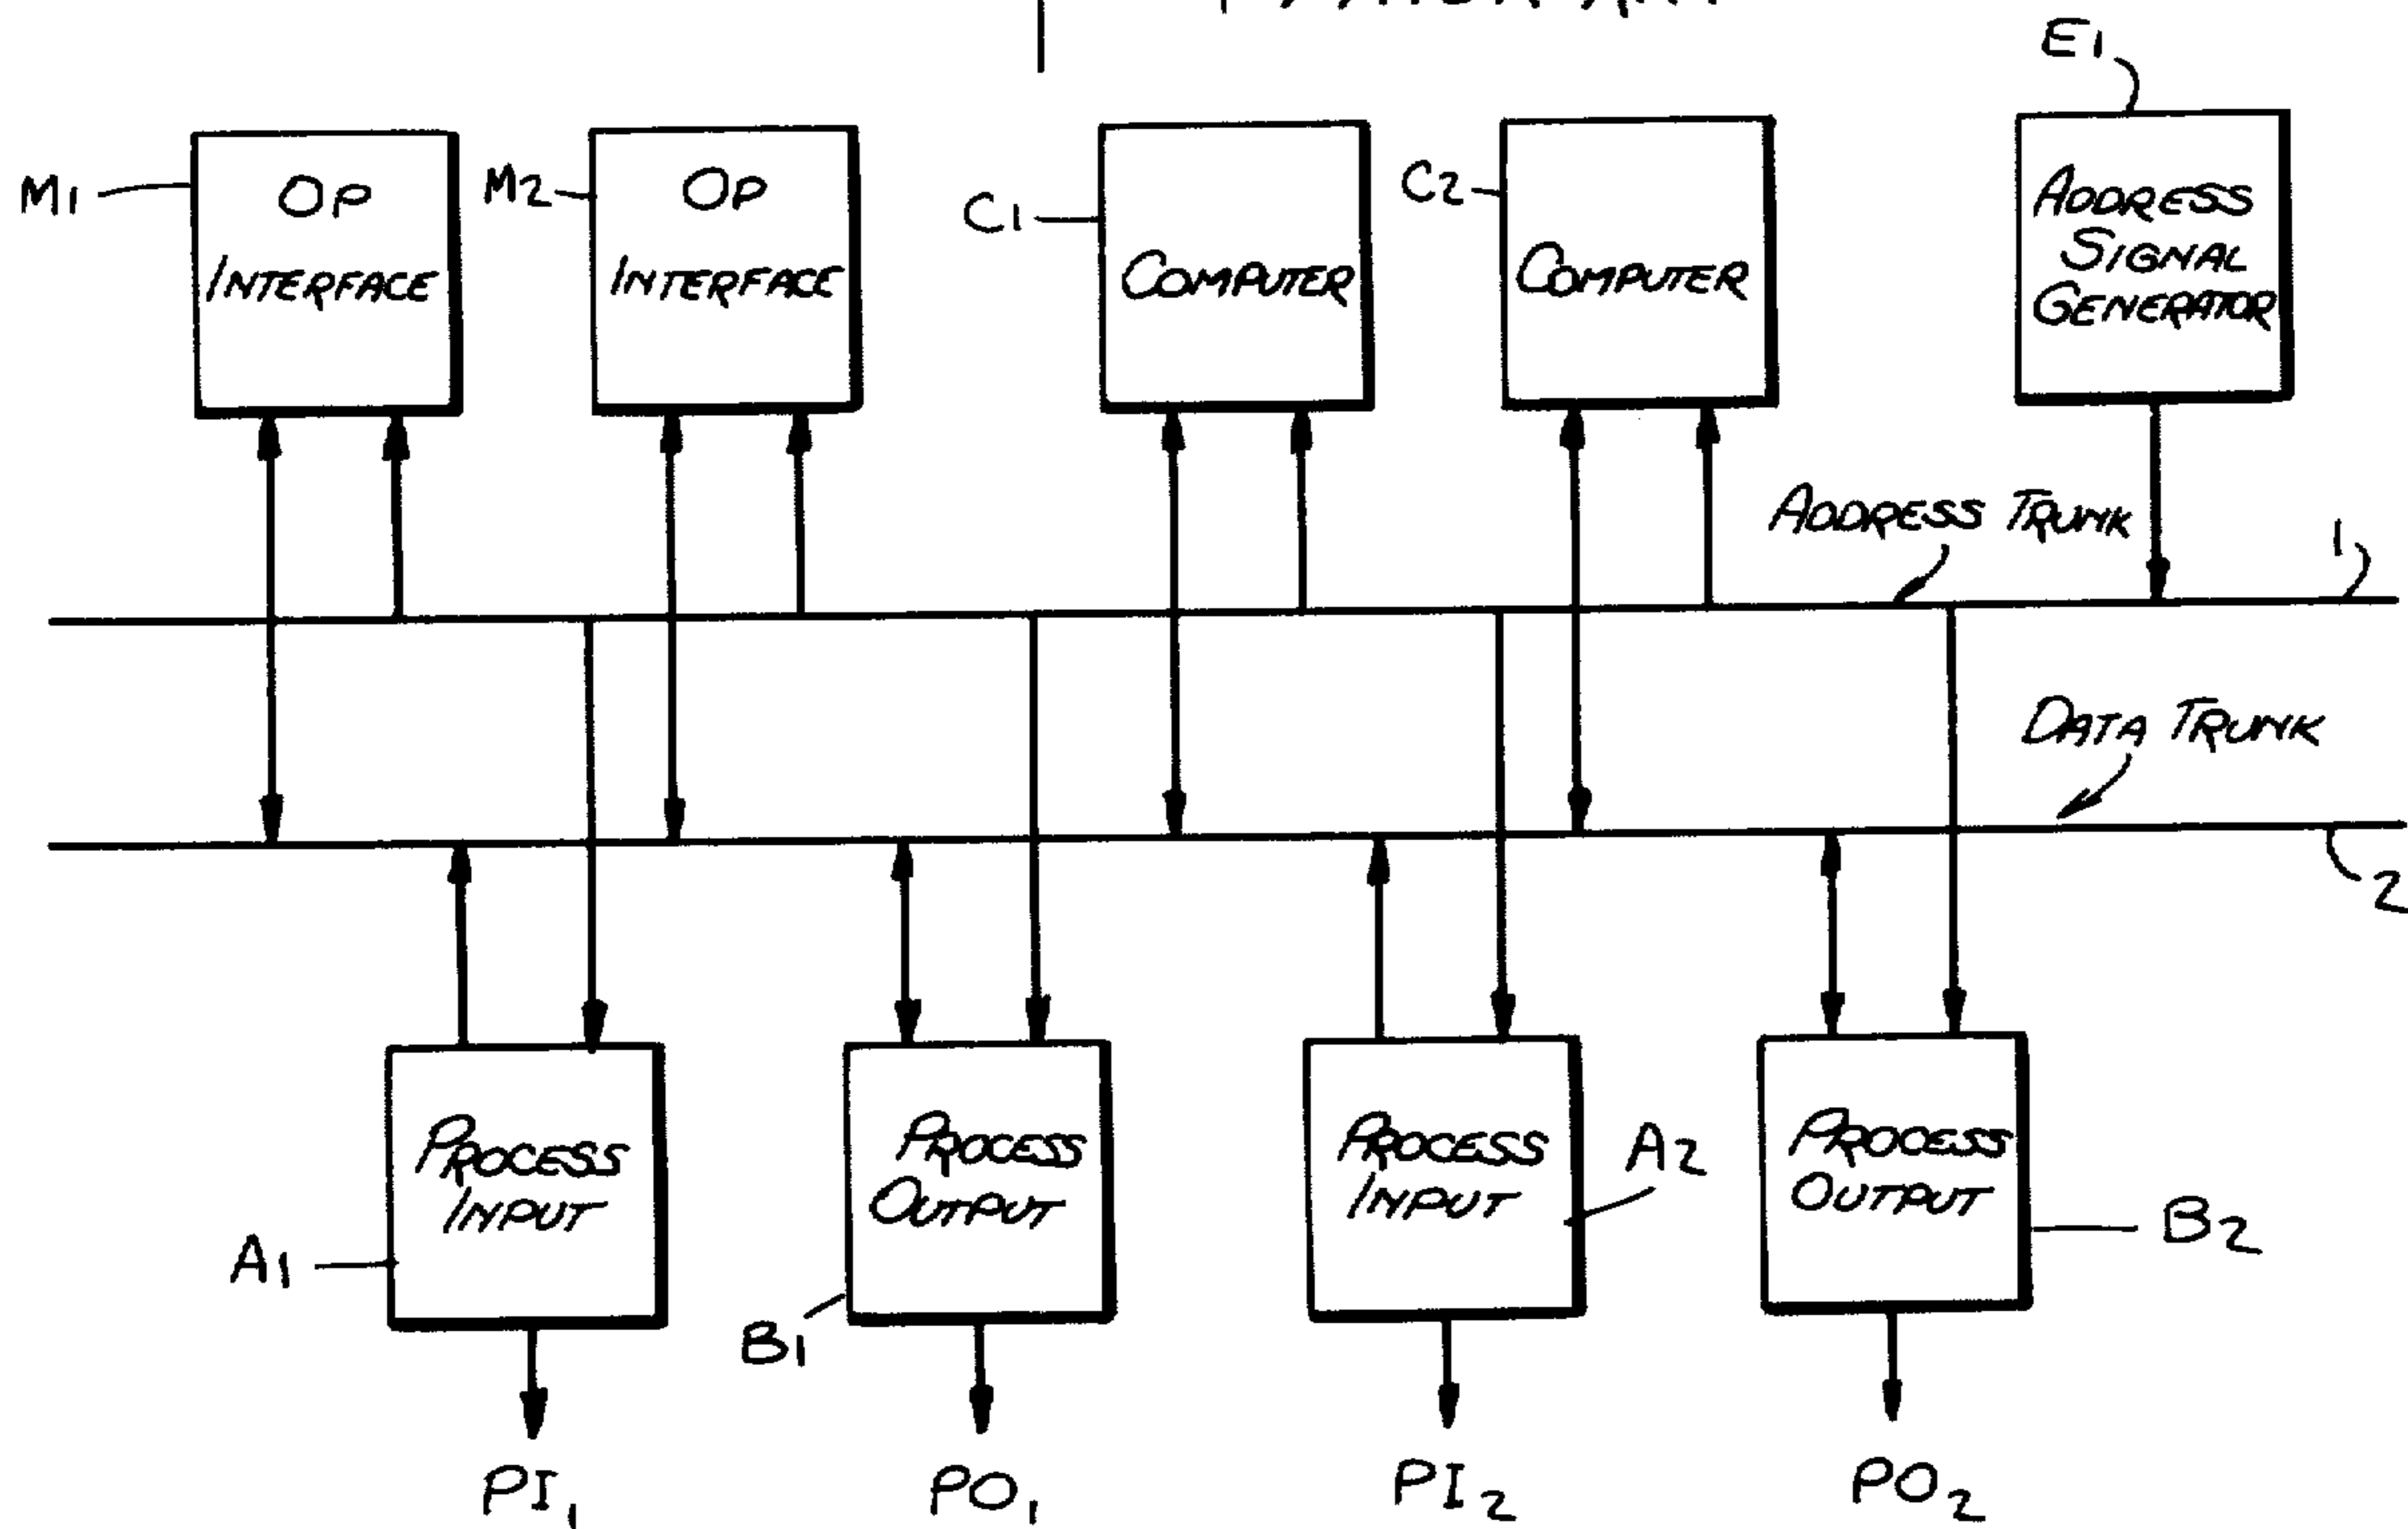 E1
M1
OP
INTERFACE
M2
OP
INTERFACE
C1
COMPUTER
C2
COMPUTER
ADDRESS
SIGNAL
GENERATOR
ADDRESS TRUNK
1
DATA TRUNK
2
PROCESS
INPUT
A1
PROCESS
OUTPUT
B1
PROCESS
INPUT
A2
PROCESS
OUTPUT
B2
PI1
PO1
PI2
PO2